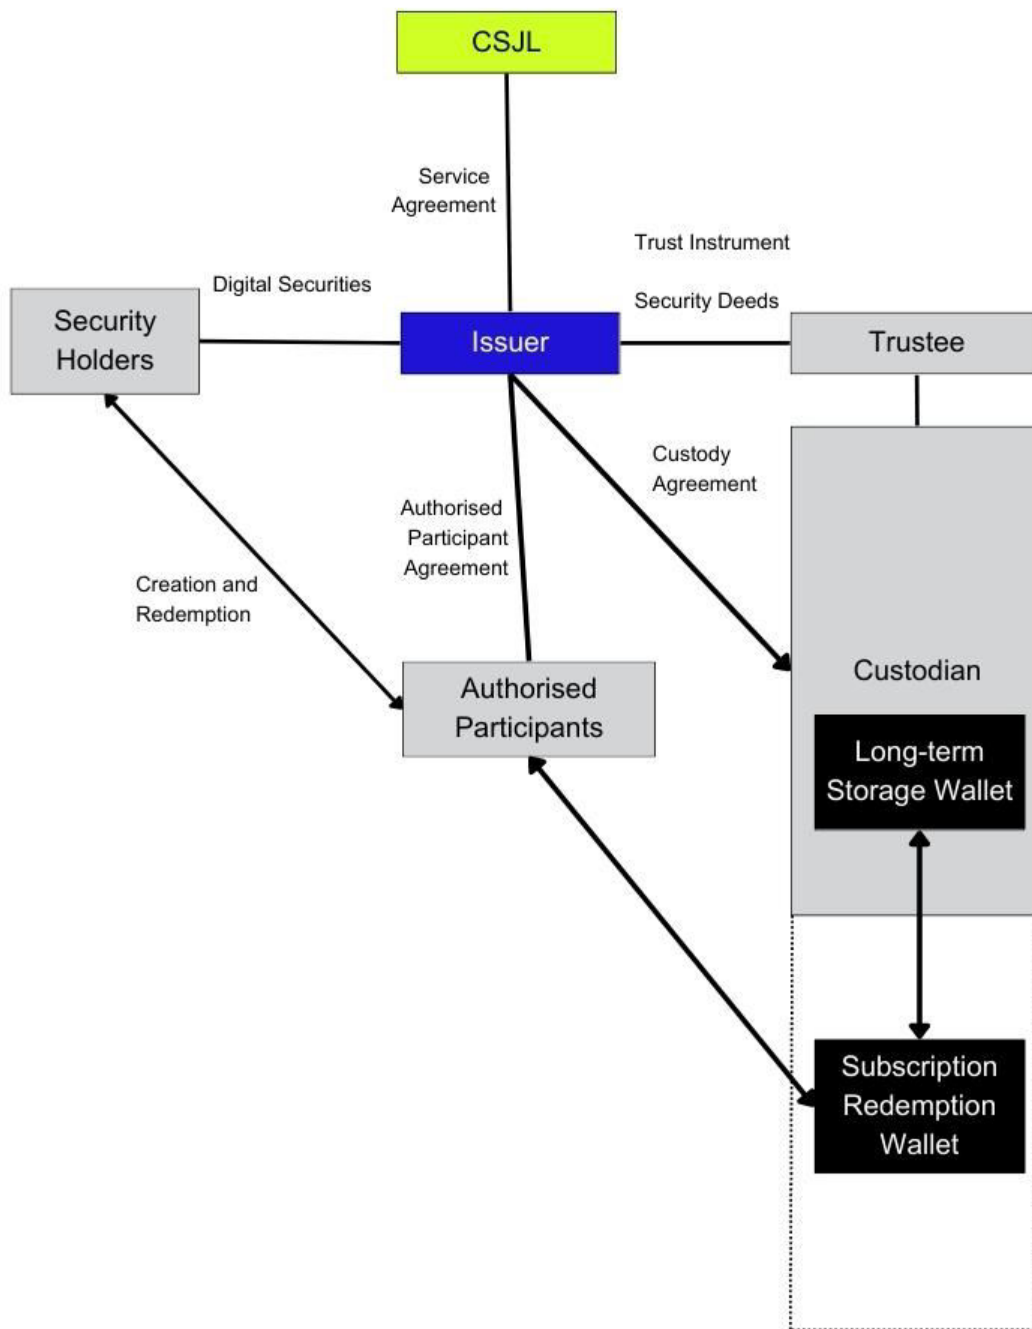 CSJL
Service
Agreement
Trust Instrument
Digital Securities
Security Deeds
Security
Holders
Issuer
Trustee
Custody
Agreement
Authorised
Participant
Agreement
Creation and
Redemption
Custodian
Authorised
Participants
Long-term
Storage Wallet
Subscription
Redemption
Wallet